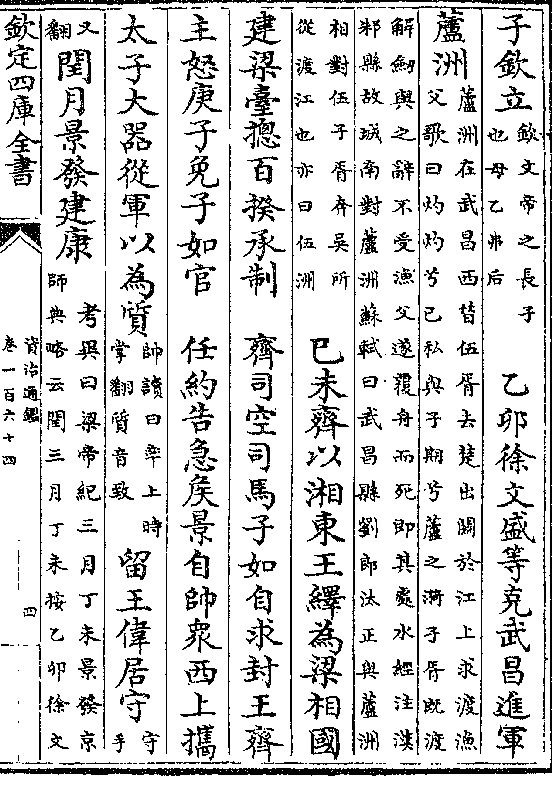 子欽立欽文帝之長子也母乙弗后　乙卯徐文盛等克武昌進軍
蘆洲蘆洲在武昌西昔伍胥去楚出關於江上求渡漁父歌曰灼灼兮已私與子期兮蘆之漪子胥既渡
解劒與之辭不受漁父遂覆舟而死即其處水經注漢邾縣故城南對蘆洲蘇軾曰武昌縣劉郎洑正與蘆洲
相對伍子胥奔吳所從渡江也亦曰伍洲　已未齊以湘東王繹為梁相國
建梁臺揔百揆承制　齊司空司馬子如自求封王齊
主怒庚子免子如官　任約告急侯景自帥衆西上攜
太子大器從軍以為質帥讀曰率上時掌翻質音致　留王偉居守守手
又翻　閏月景發建康考異曰梁帝紀三月丁未景發京師典略云閏三月丁未按乙卯徐文
欽定四庫全書
資治通鑑
卷一百六十四
四